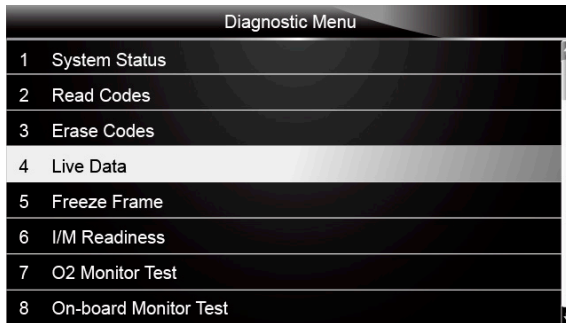 Diagnostic Menu
1 System Status
2 Read Codes
3 Erase Codes
4 Live Data
5 Freeze Frame
6 I/M Readiness
7 O2 Monitor Test
8 On-board Monitor Test